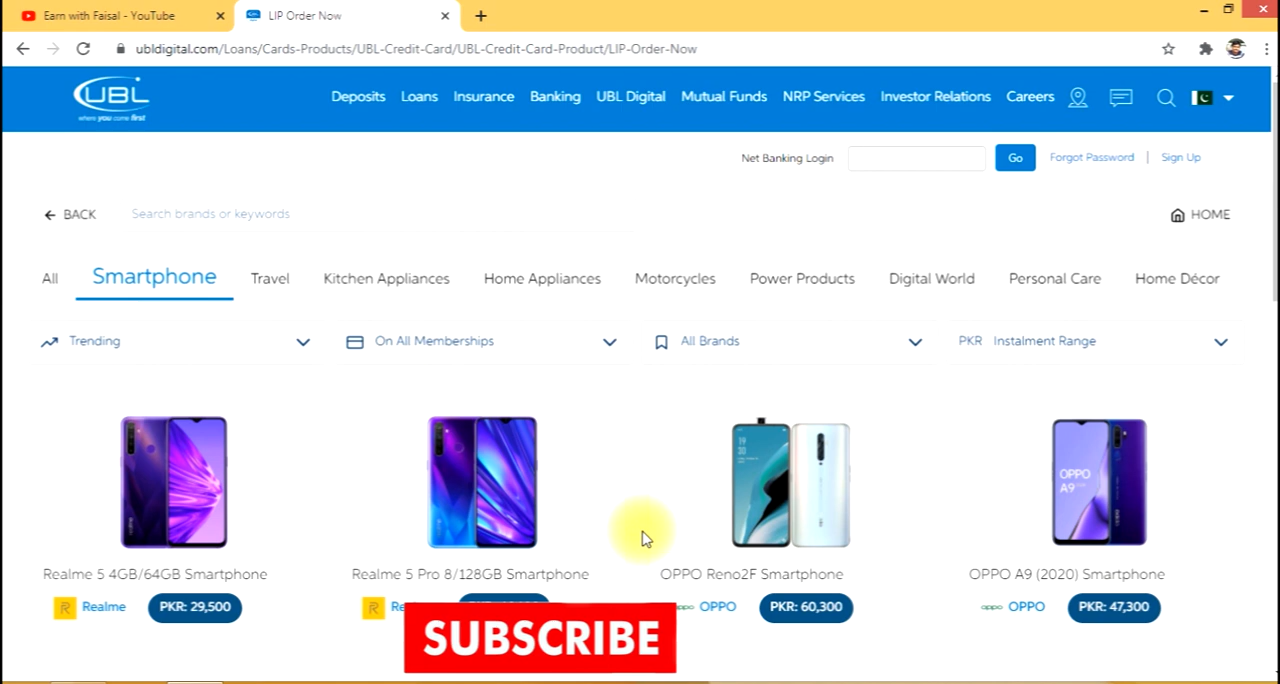 Earn with Faisal - YouTube
LIP Order Now
ubldigital.com/Loans/Cards-Products/UBL-Credit-Card/UBL-Credit-Card-Product/LIP-Order-Now
UBL
where you come first
Deposits Loans Insurance Banking UBL Digital Mutual Funds NRP Services Investor Relations Careers
Net Banking Login Go Forgot Password | Sign Up
BACK Search brands or keywords HOME
All Smartphone Travel Kitchen Appliances Home Appliances Motorcycles Power Products Digital World Personal Care Home Décor
Trending On All Memberships All Brands PKR Instalment Range
OPPO
A9
Realme 5 4GB/64GB Smartphone Realme 5 Pro 8/128GB Smartphone OPPO Reno2F Smartphone OPPO A9 (2020) Smartphone
R Realme PKR: 29,500 R oppo OPPO PKR: 60,300 oppo OPPO PKR: 47,300
SUBSCRIBE